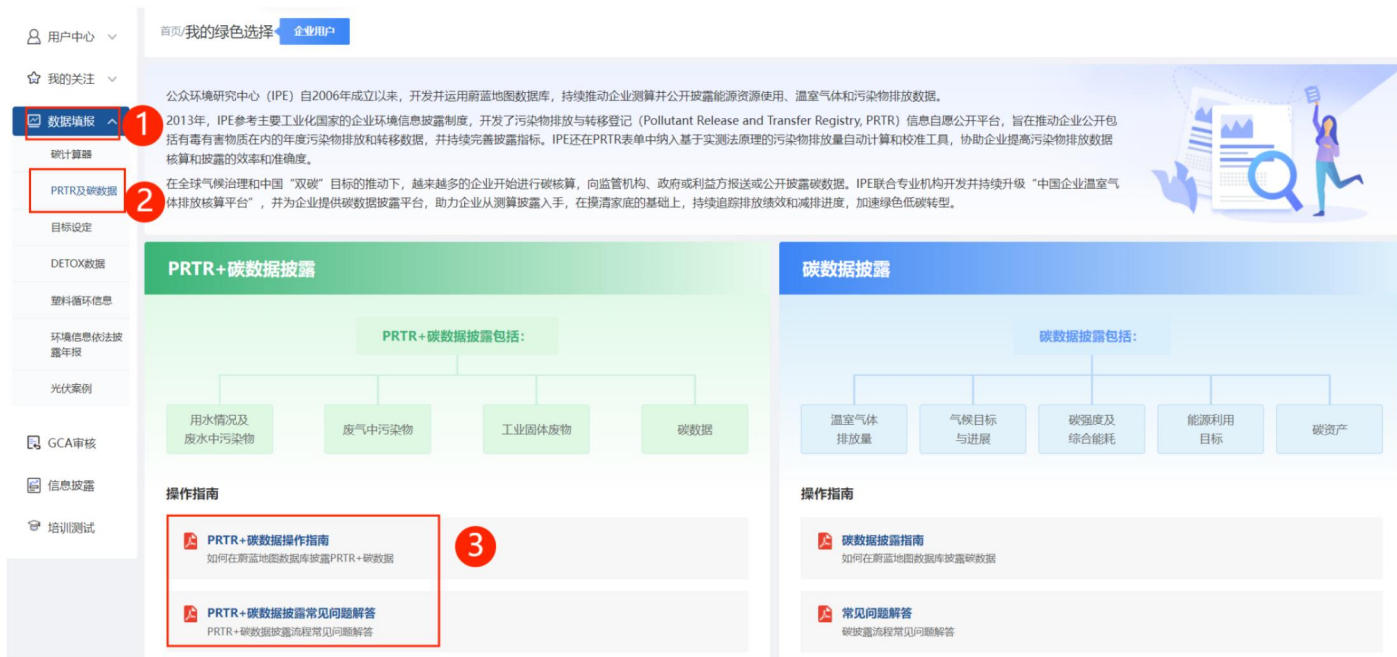 用户中心
我的关注
数据填报
1
碳计算器
PRTR及碳数据
2
目标设定
DETOX数据
塑料循环信息
环境信息依法披
露年报
光伏案例
GCA审核
信息披露
培训测试
首页/我的绿色选择
企业用户
公众环境研究中心（IPE）自2006年成立以来，开发并运用蔚蓝地图数据库，持续推动企业测算并公开披露能源资源使用、温室气体和污染物排放数据。
2013年，IPE参考主要工业化国家的企业环境信息披露制度，开发了污染物排放与转移登记（Pollutant Release and Transfer Registry, PRTR）信息自愿公开平台，旨在推动企业公开包
括有毒有害物质在内的年度污染物排放和转移数据，并持续完善披露指标。IPE还在PRTR表单中纳入基于实测法原理的污染物排放量自动计算和校准工具，协助企业提高污染物排放数据
核算和披露的效率和准确度。
在全球气候治理和中国“双碳”目标的推动下，越来越多的企业开始进行碳核算，向监管机构、政府或利益方报送或公开披露碳数据。IPE联合专业机构开发并持续升级“中国企业温室气
体排放核算平台”，并为企业提供碳数据披露平台，助力企业从测算披露入手，在摸清家底的基础上，持续追踪排放绩效和减排进度，加速绿色低碳转型。
PRTR+碳数据披露
PRTR+碳数据披露包括：
用水情况及
废水中污染物
废气中污染物
工业固体废物
碳数据
操作指南
PRTR+碳数据操作指南
如何在蔚蓝地图数据库披露PRTR+碳数据
3
PRTR+碳数据披露常见问题解答
PRTR+碳数据披露流程常见问题解答
碳数据披露
碳数据披露包括：
温室气体
排放量
气候目标
与进展
碳强度及
综合能耗
能源利用
目标
碳资产
操作指南
碳数据披露指南
如何在蔚蓝地图数据库披露碳数据
常见问题解答
碳披露流程常见问题解答